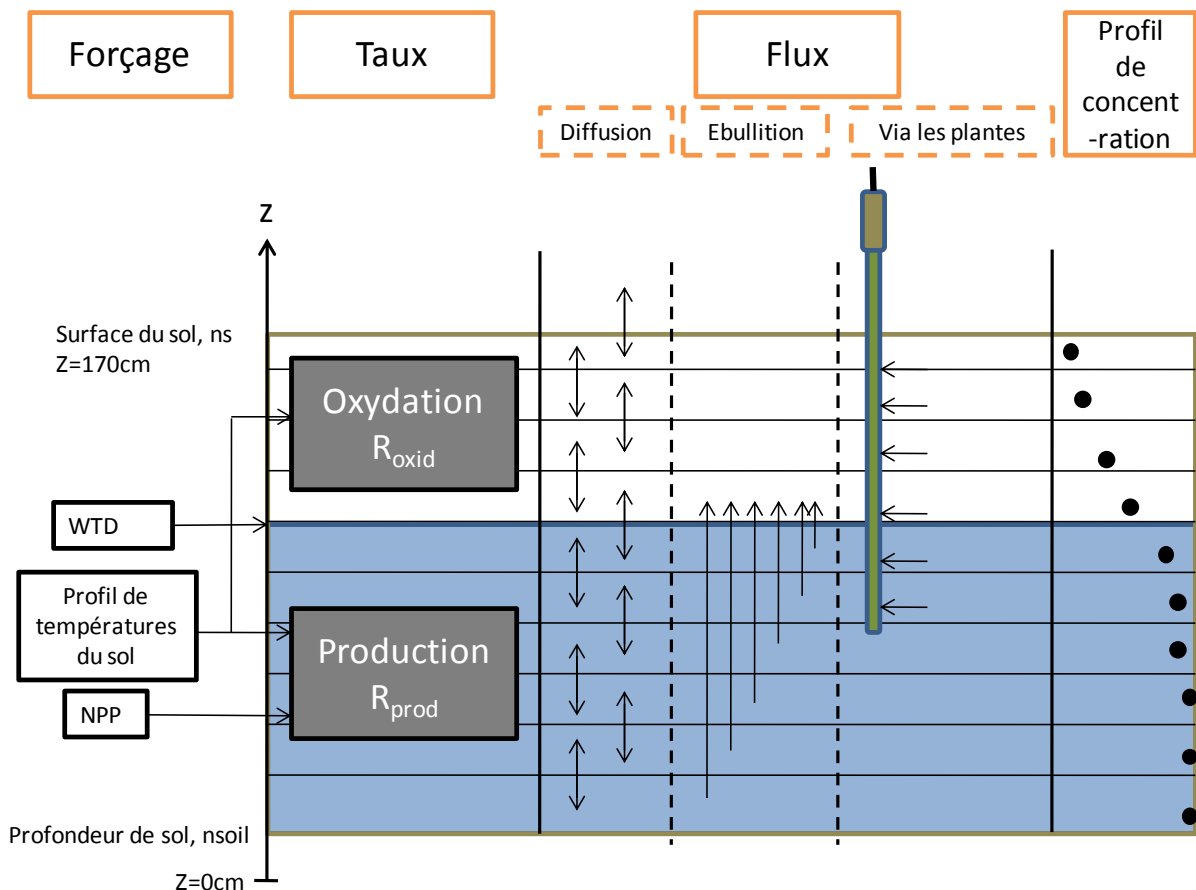 Forçage
Taux
Flux
Profil
de
concent
-ration
Diffusion
Ebullition
Via les plantes
Z
Surface du sol, ns
Z=170cm
Oxydation
Roxid
WTD
Profil de
températures
du sol
Production
Rprod
NPP
Profondeur de sol, nsoil
Z=0cm